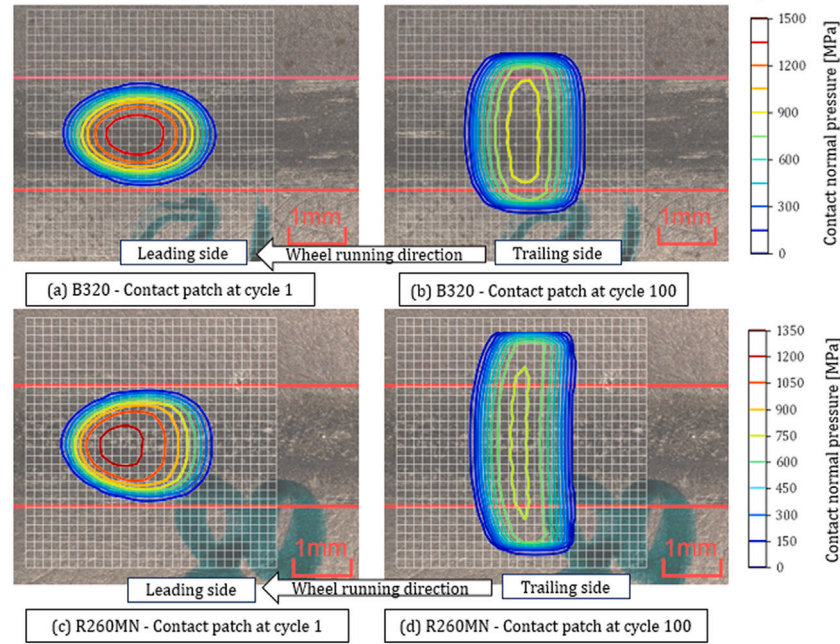 1500
1200
900
600
300
0
Contact normal pressure [MPa]
1mm
1mm
Leading side
Wheel running direction
Trailing side
(a) B320 - Contact patch at cycle 1
(b) B320 - Contact patch at cycle 100
1350
1200
1050
900
750
600
450
300
150
0
Contact normal pressure [MPa]
1mm
1mm
Leading side
Wheel running direction
Trailing side
(c) R260MN - Contact patch at cycle 1
(d) R260MN - Contact patch at cycle 100